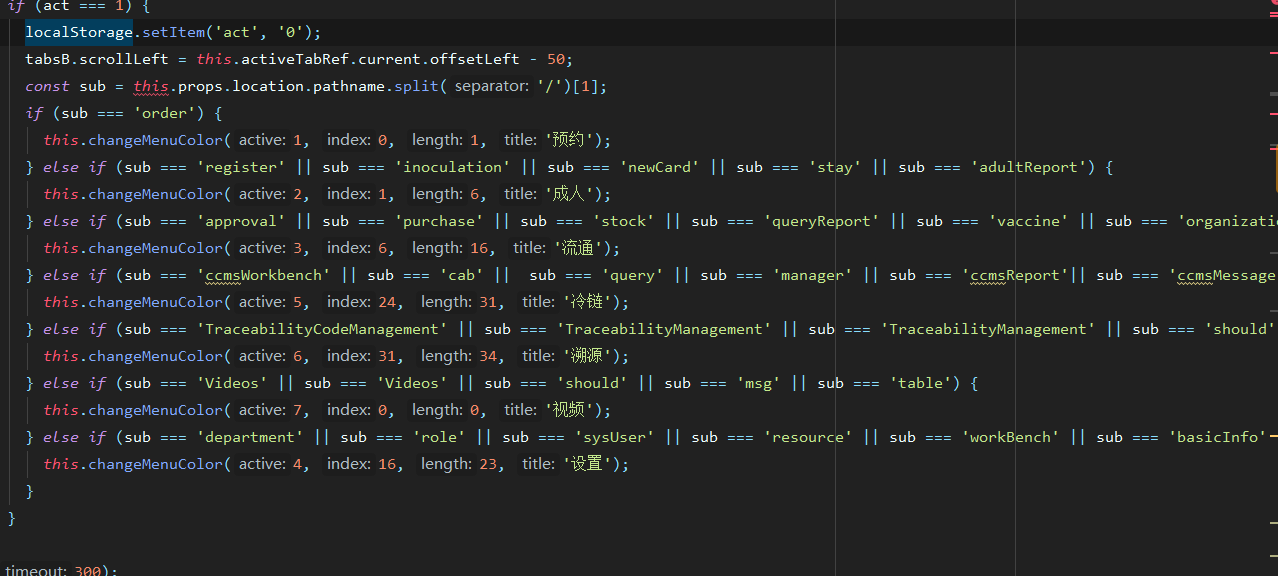 if (act === 1) {
localStorage.setItem('act', '0');
tabsB.scrollLeft = this.activeTabRef.current.offsetLeft - 50;
const sub = this.props.location.pathname.split( separator: '/')[1];
if (sub === 'order') {
this.changeMenuColor( active: 1, index: 0, length: 1, title: '预约');
} else if (sub === 'register' || sub === 'inoculation' || sub === 'newCard' || sub === 'stay' || sub === 'adultReport') {
this.changeMenuColor( active: 2, index: 1, length: 6, title: '成人');
} else if (sub === 'approval' || sub === 'purchase' || sub === 'stock' || sub === 'queryReport' || sub === 'vaccine' || sub === 'organizatio
this.changeMenuColor( active: 3, index: 6, length: 16, title: '流通');
} else if (sub === 'ccmsWorkbench' || sub === 'cab' || sub === 'query' || sub === 'manager' || sub === 'ccmsReport'|| sub === 'ccmsMessage
this.changeMenuColor( active: 5, index: 24, length: 31, title: '冷链');
} else if (sub === 'TraceabilityCodeManagement' || sub === 'TraceabilityManagement' || sub === 'TraceabilityManagement' || sub === 'should'
this.changeMenuColor( active: 6, index: 31, length: 34, title: '溯源');
} else if (sub === 'Videos' || sub === 'Videos' || sub === 'should' || sub === 'msg' || sub === 'table') {
this.changeMenuColor( active: 7, index: 0, length: 0, title: '视频');
} else if (sub === 'department' || sub === 'role' || sub === 'sysUser' || sub === 'resource' || sub === 'workBench' || sub === 'basicInfo'
this.changeMenuColor( active: 4, index: 16, length: 23, title: '设置');
}
}
timeout: 300);